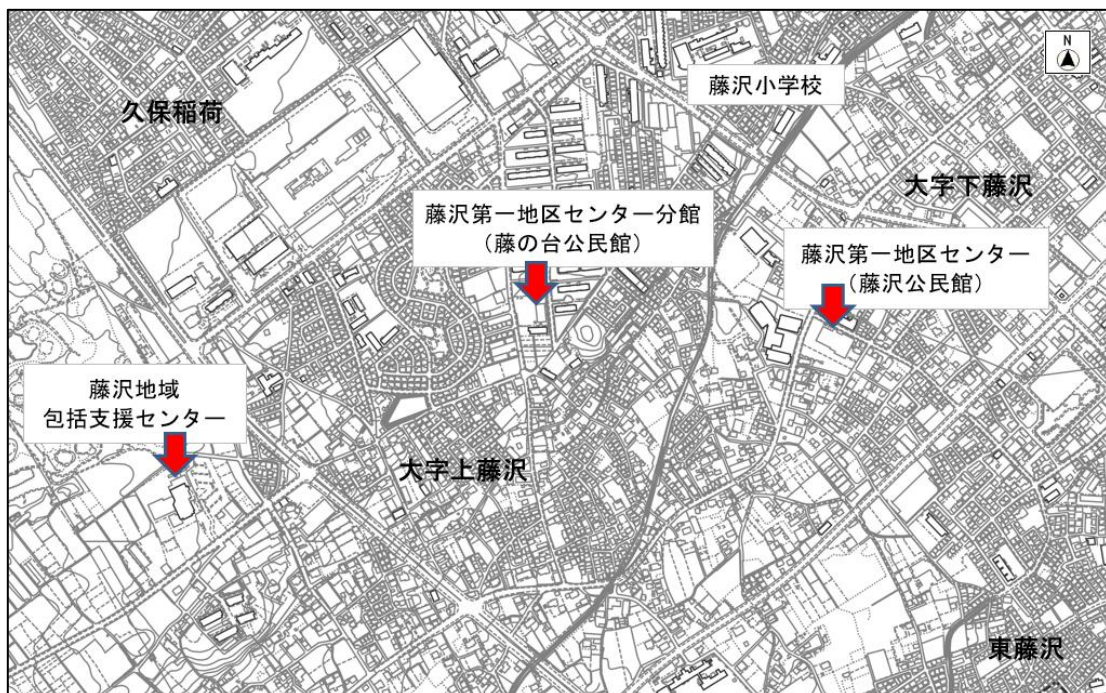 N
藤沢小学校
久保稲荷
大字下藤沢
藤沢第一地区センター分館
（藤の台公民館）
藤沢第一地区センター
（藤沢公民館）
藤沢地域
包括支援センター
大字上藤沢
東藤沢